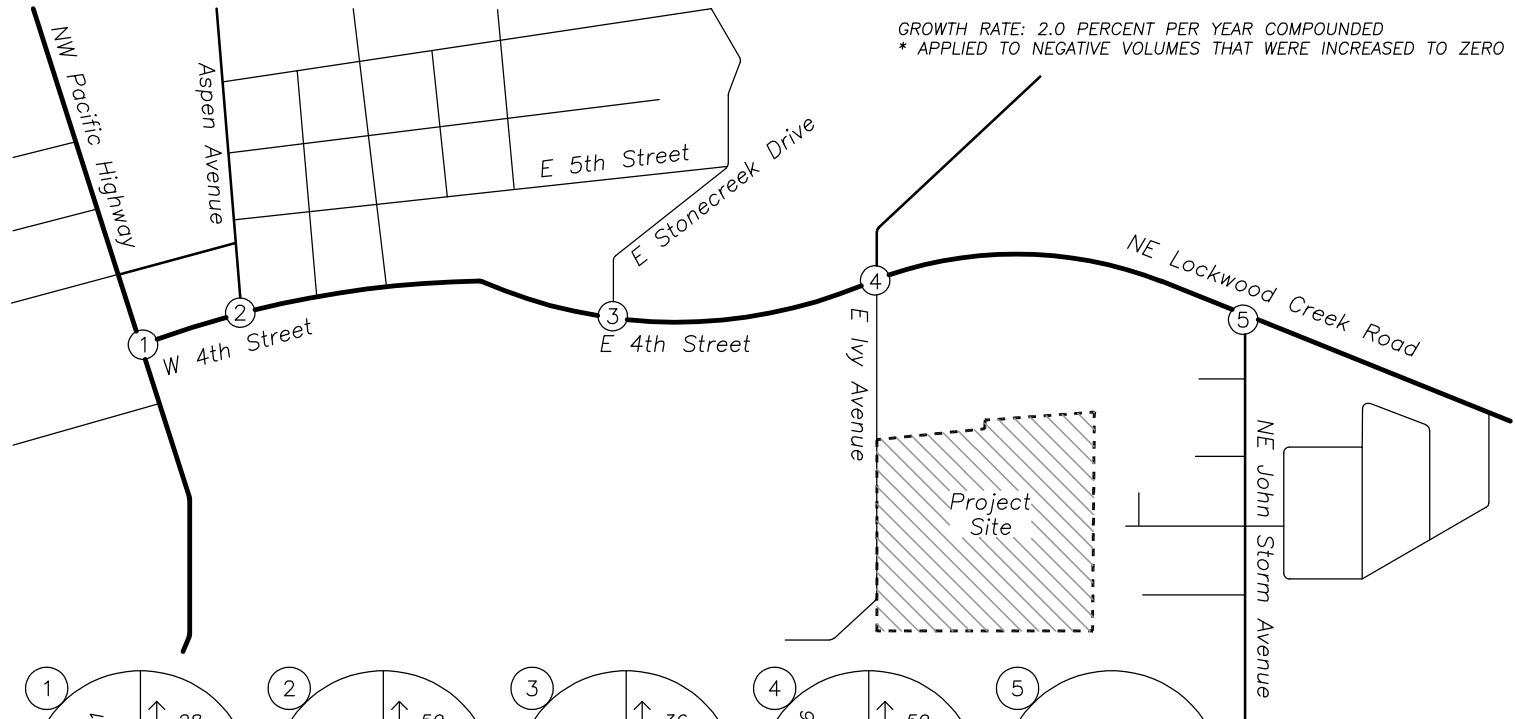 GROWTH RATE: 2.0 PERCENT PER YEAR COMPOUNDED
* APPLIED TO NEGATIVE VOLUMES THAT WERE INCREASED TO ZERO
NW Pacific Highway
Aspen Avenue
E 5th Street
E Stonecreek Drive
NE Lockwood Creek Road
1
2
3
4
5
W 4th Street
E 4th Street
E Ivy Avenue
NE John Storm Avenue
Project
Site
1
2
3
4
5